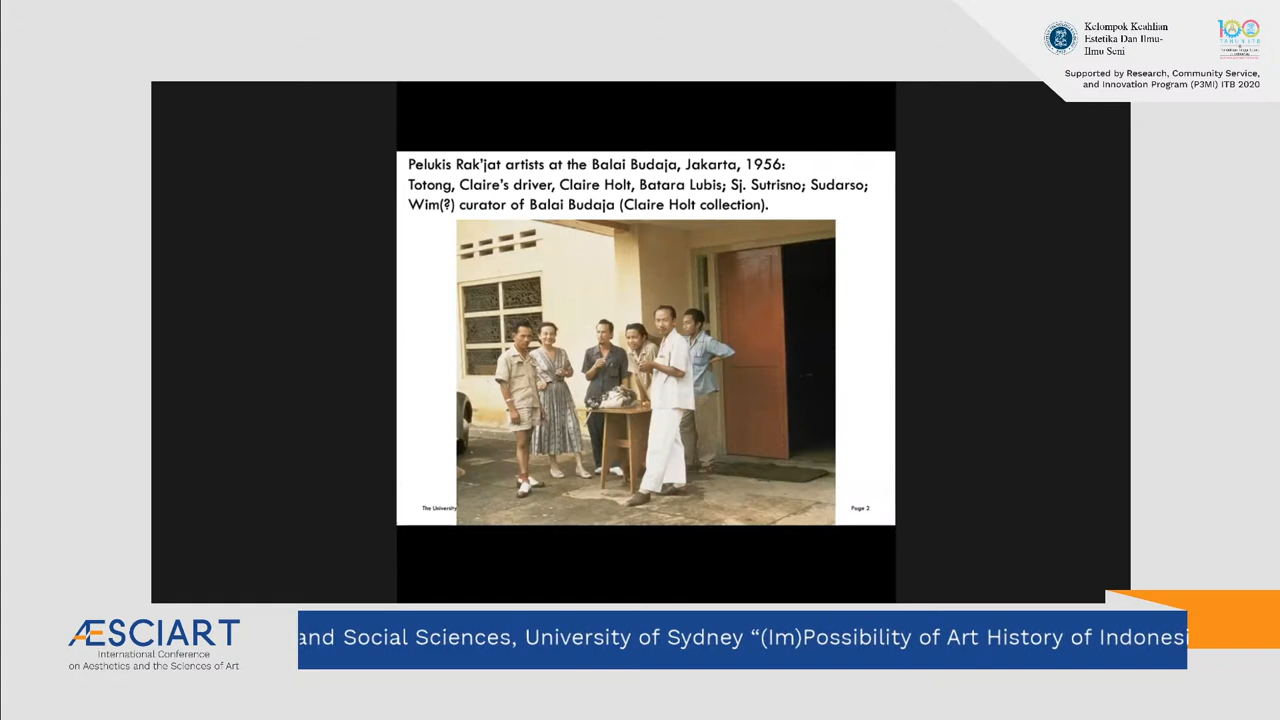 Kelompok Keahlian
Estetika Dan Ilmu-
Ilmu Seni
100
Supported by Research, Community Service,
and Innovation Program (P3MI) ITB 2020
Pelukis Rak'jat artists at the Balai Budaja, Jakarta, 1956:
Totong, Claire's driver, Claire Holt, Batara Lubis; Sj. Sutrisno; Sudarso;
Wim(?) curator of Balai Budaja (Claire Holt collection).
The University
Page 2
ÆSCIART
International Conference
on Aesthetics and the Sciences of Art
and Social Sciences, University of Sydney “(Im)Possibility of Art History of Indonesi